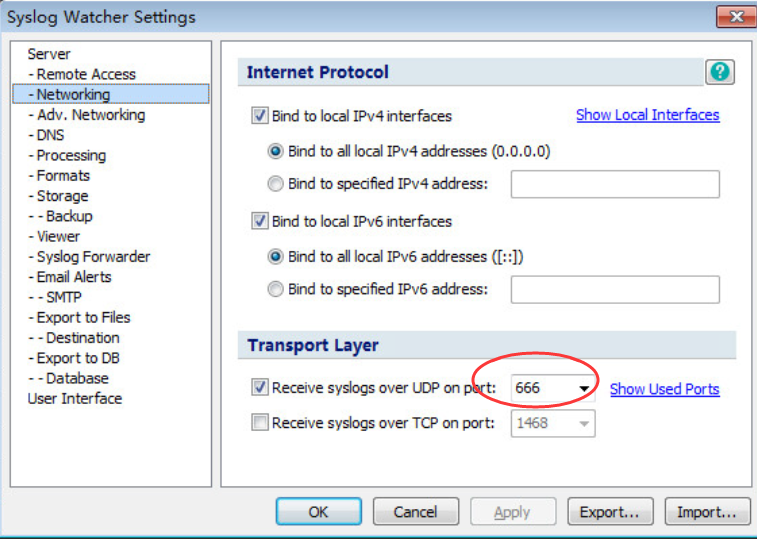 Syslog Watcher Settings
Server
- Remote Access
- Networking
- Adv. Networking
- DNS
- Processing
- Formats
- Storage
- - Backup
- Viewer
- Syslog Forwarder
- Email Alerts
- - SMTP
- Export to Files
- - Destination
- Export to DB
- - Database
User Interface
Internet Protocol
?
Bind to local IPv4 interfaces
Show Local Interfaces
Bind to all local IPv4 addresses (0.0.0.0)
Bind to specified IPv4 address:
Bind to local IPv6 interfaces
Bind to all local IPv6 addresses ([::])
Bind to specified IPv6 address:
Transport Layer
Receive syslogs over UDP on port: 666
Show Used Ports
Receive syslogs over TCP on port: 1468
OK
Cancel
Apply
Export...
Import...